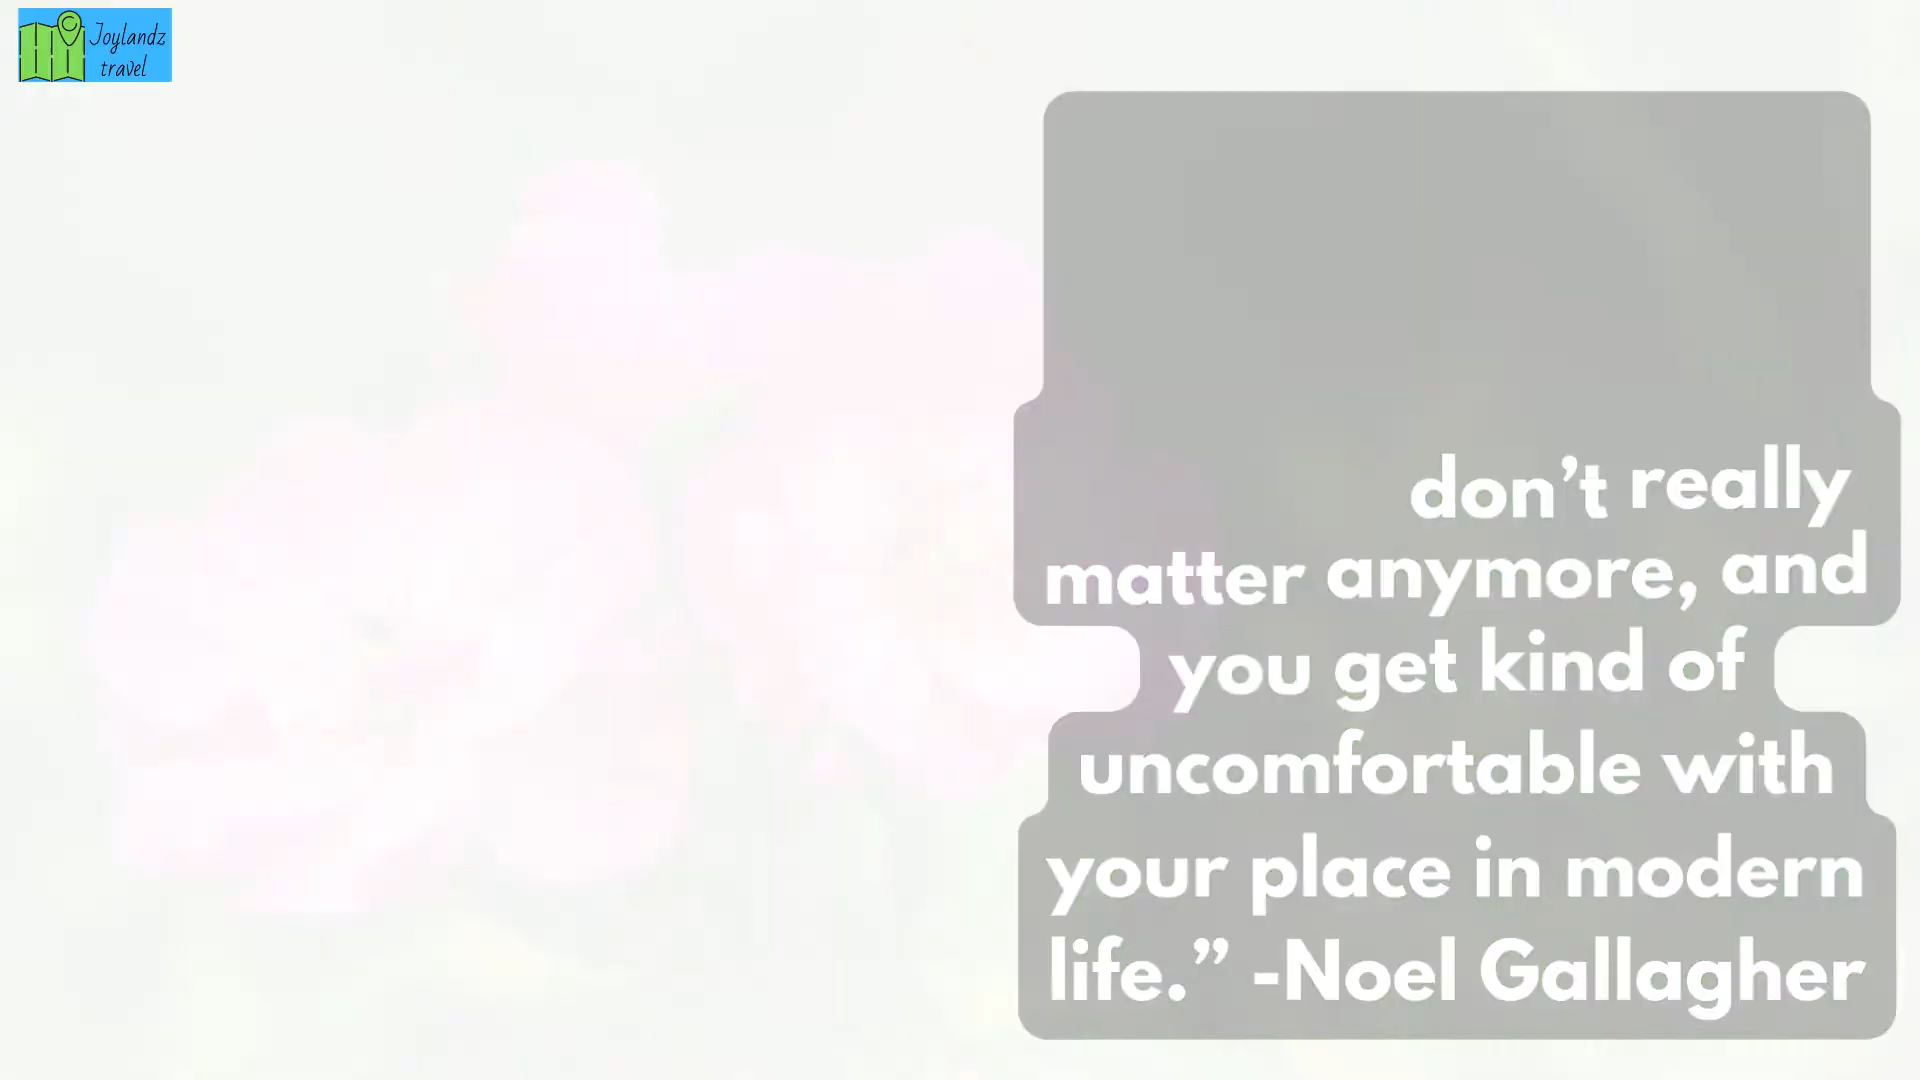 Joylandz
travel
don’t really
matter anymore, and
you get kind of
uncomfortable with
your place in modern
life.” -Noel Gallagher